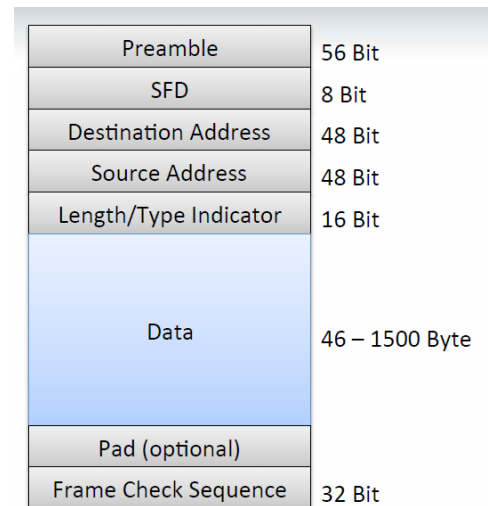 Preamble 56 Bit
SFD 8 Bit
Destination Address 48 Bit
Source Address 48 Bit
Length/Type Indicator 16 Bit
Data 46 – 1500 Byte
Pad (optional)
Frame Check Sequence 32 Bit